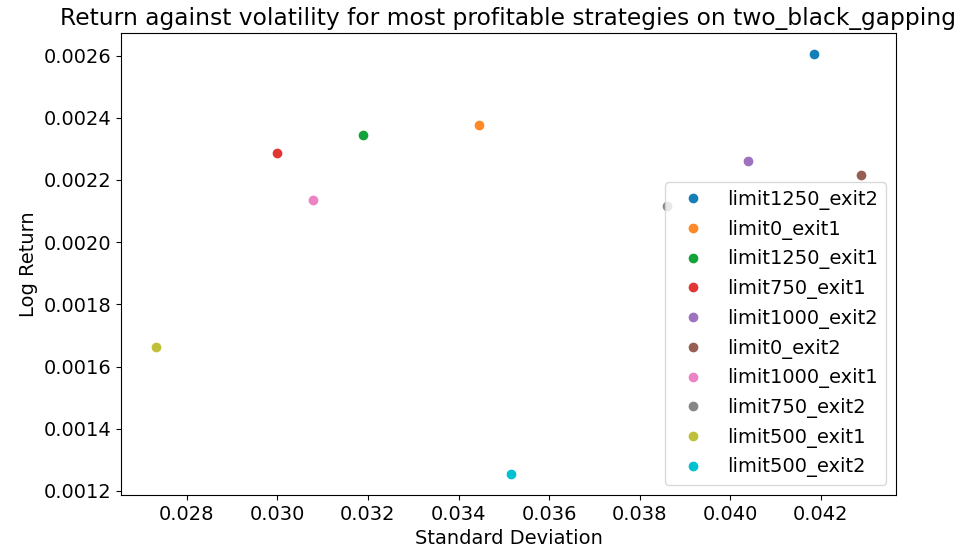 Return against volatility for most profitable strategies on two_black_gapping
Log Return
0.0026
0.0024
0.0022
0.0020
0.0018
0.0016
0.0014
0.0012
limit1250_exit2
limit0_exit1
limit1250_exit1
limit750_exit1
limit1000_exit2
limit0_exit2
limit1000_exit1
limit750_exit2
limit500_exit1
limit500_exit2
0.028 0.030 0.032 0.034 0.036 0.038 0.040 0.042
Standard Deviation